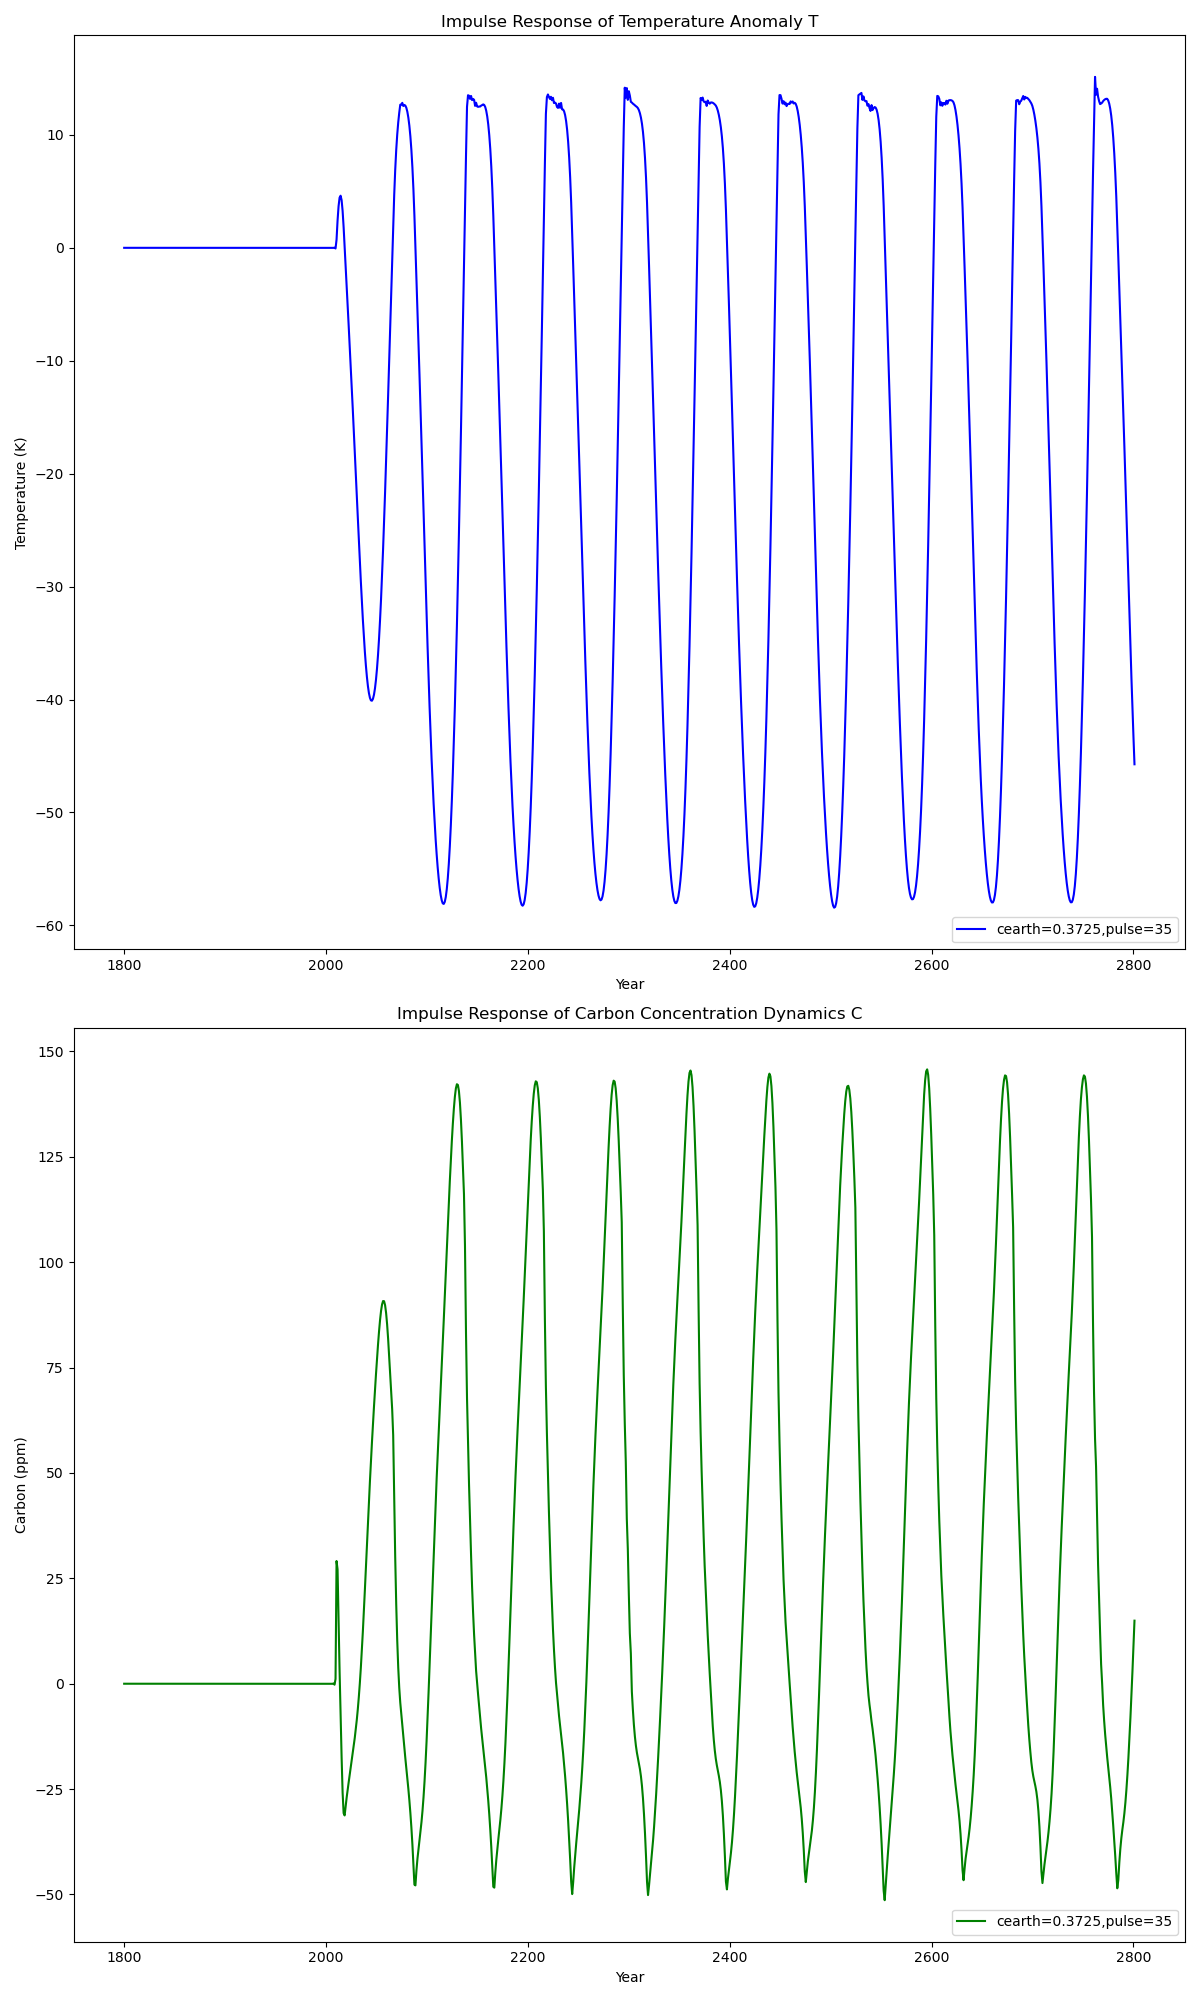 Impulse Response of Temperature Anomaly T
10
0
−10
−20
−30
−40
−50
−60
Temperature (K)
cearth=0.3725,pulse=35
1800 2000 2200 2400 2600 2800
Year
Impulse Response of Carbon Concentration Dynamics C
150
125
100
75
50
25
0
−25
−50
Carbon (ppm)
cearth=0.3725,pulse=35
1800 2000 2200 2400 2600 2800
Year